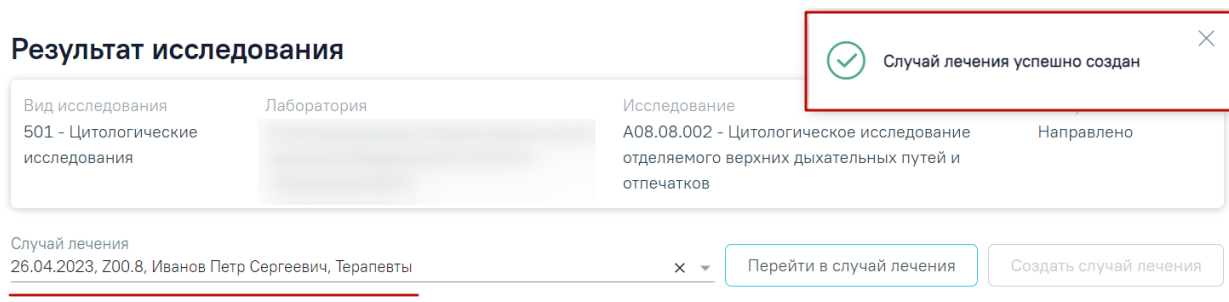 Результат исследования
Случай лечения успешно создан
Вид исследования
501 - Цитологические
исследования
Лаборатория
Исследование
A08.08.002 - Цитологическое исследование
отделяемого верхних дыхательных путей и
отпечатков
Направлено
Случай лечения
26.04.2023, Z00.8, Иванов Петр Сергеевич, Терапевты
Перейти в случай лечения
Создать случай лечения